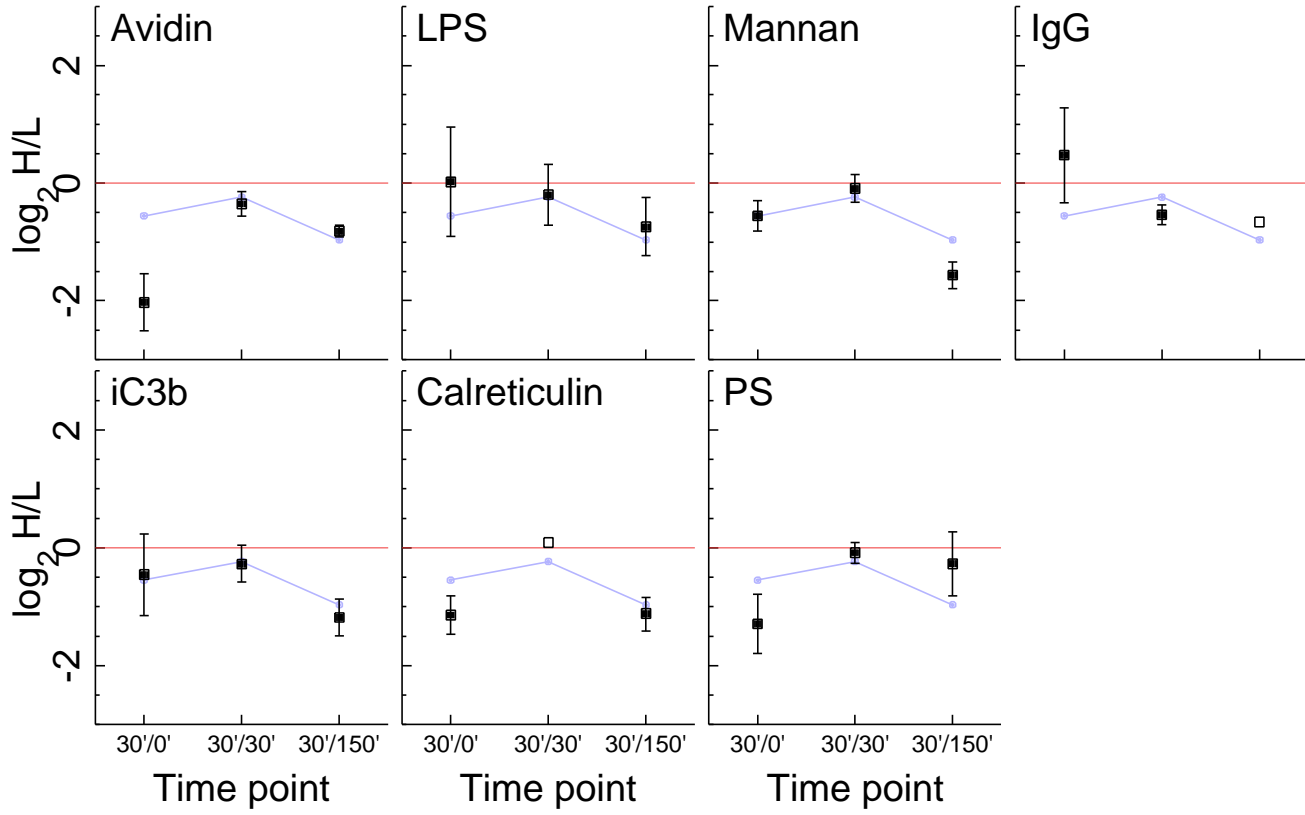 Avidin LPS Mannan IgG
log2 H/L
2
0
-2
iC3b Calreticulin PS
log2 H/L
2
0
-2
30'/0' 30'/30' 30'/150' 30'/0' 30'/30' 30'/150' 30'/0' 30'/30' 30'/150'
Time point Time point Time point